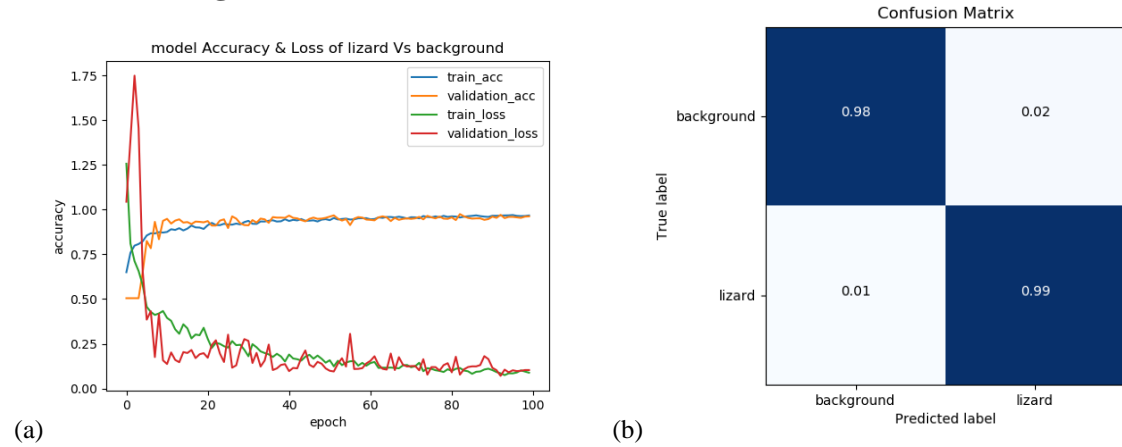 model Accuracy & Loss of lizard Vs background
1.75
1.50
1.25
1.00
0.75
0.50
0.25
0.00
accuracy
train_acc
validation_acc
train_loss
validation_loss
0
20
40
60
80
100
epoch
(a)
Confusion Matrix
True label
background
0.98
0.02
lizard
0.01
0.99
background
lizard
Predicted label
(b)